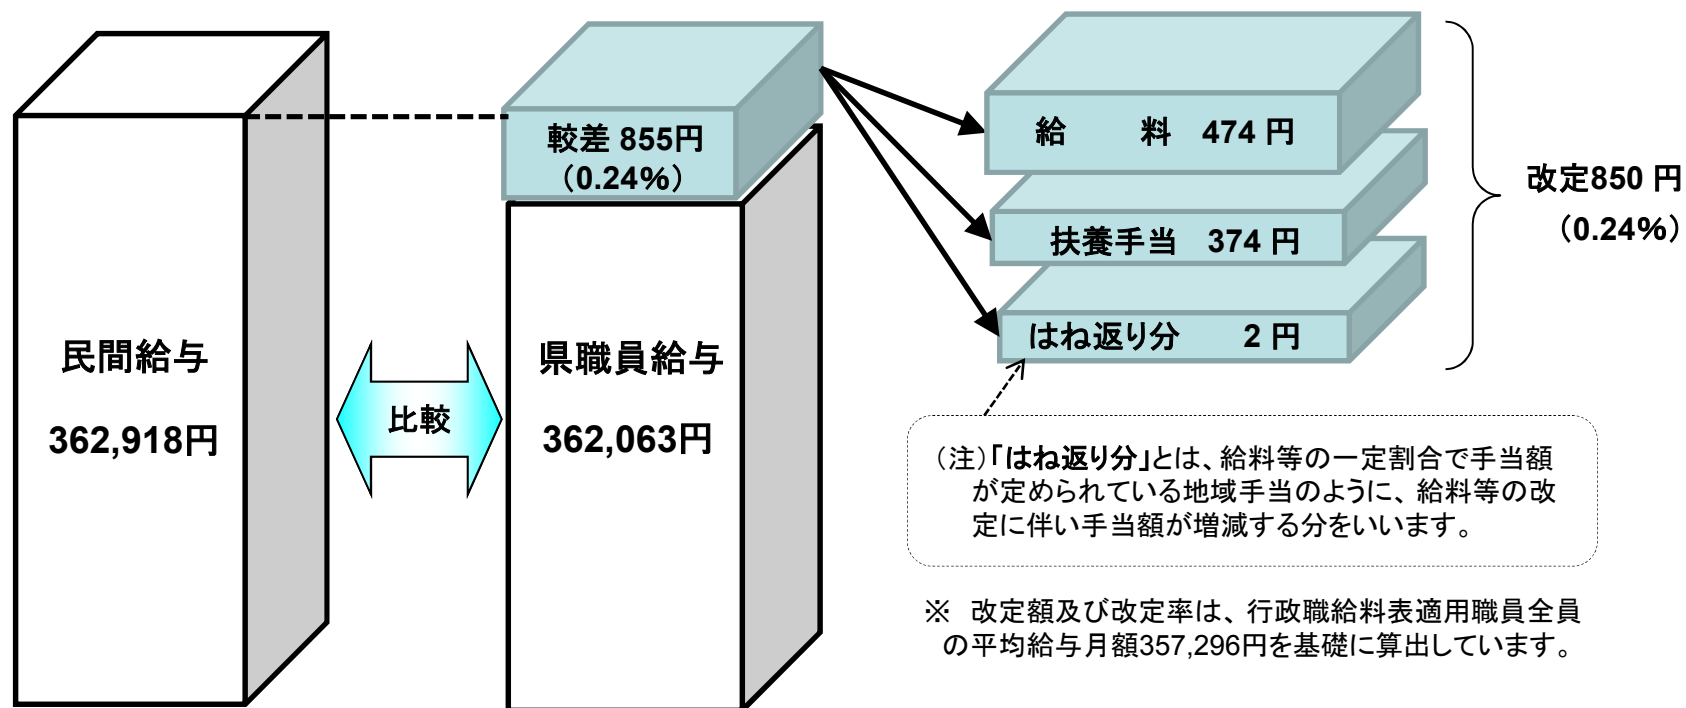 民間給与
362,918円
比較
較差 855円
（0.24%）
県職員給与
362,063円
給　　料　474 円
扶養手当　374 円
はね返り分　　2 円
改定850 円
（0.24%）
（注）「はね返り分」とは、給料等の一定割合で手当額
が定められている地域手当のように、給料等の改
定に伴い手当額が増減する分をいいます。
※　改定額及び改定率は、行政職給料表適用職員全員
の平均給与月額357,296円を基礎に算出しています。